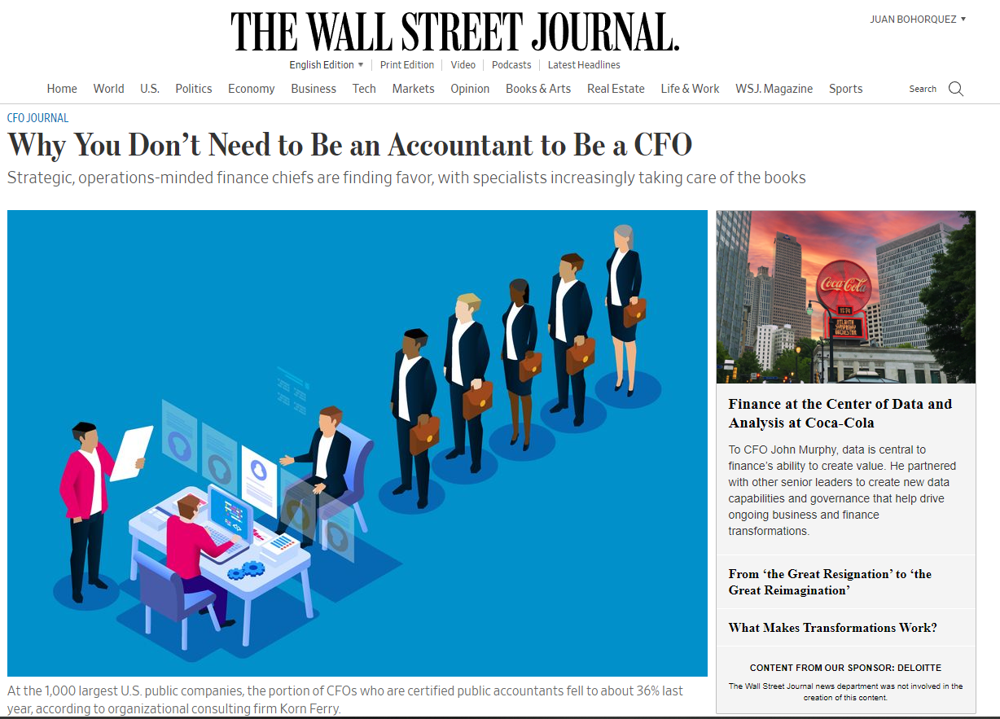 THE WALL STREET JOURNAL.
JUAN BOHORQUEZ
English Edition
Print Edition
Video
Podcasts
Latest Headlines
Home
World
U.S.
Politics
Economy
Business
Tech
Markets
Opinion
Books & Arts
Real Estate
Life & Work
WSJ. Magazine
Sports
Search
CFO JOURNAL
Why You Don’t Need to Be an Accountant to Be a CFO
Strategic, operations-minded finance chiefs are finding favor, with specialists increasingly taking care of the books
At the 1,000 largest U.S. public companies, the portion of CFOs who are certified public accountants fell to about 36% last
year, according to organizational consulting firm Korn Ferry.
Coca-Cola
ATLANTA
SYMPHONY
ORCHESTR
Finance at the Center of Data and
Analysis at Coca-Cola
To CFO John Murphy, data is central to
finance’s ability to create value. He partnered
with other senior leaders to create new data
capabilities and governance that help drive
ongoing business and finance
transformations.
From ‘the Great Resignation’ to ‘the
Great Reimagination’
What Makes Transformations Work?
CONTENT FROM OUR SPONSOR: DELOITTE
The Wall Street Journal news department was not involved in the
creation of this content.